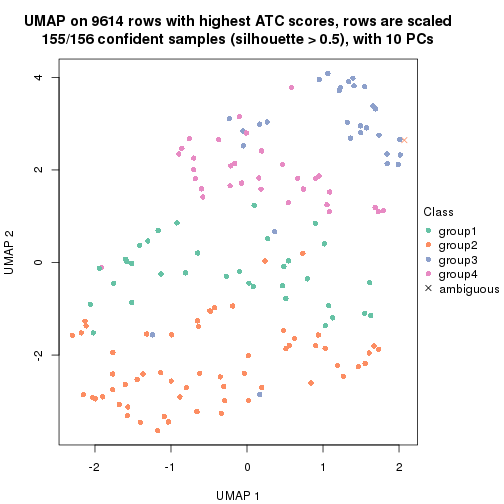 UMAP on 9614 rows with highest ATC scores, rows are scaled
155/156 confident samples (silhouette > 0.5), with 10 PCs
4
2
0
-2
UMAP 2
-2
-1
0
1
2
UMAP 1
Class
group1
group2
group3
group4
ambiguous